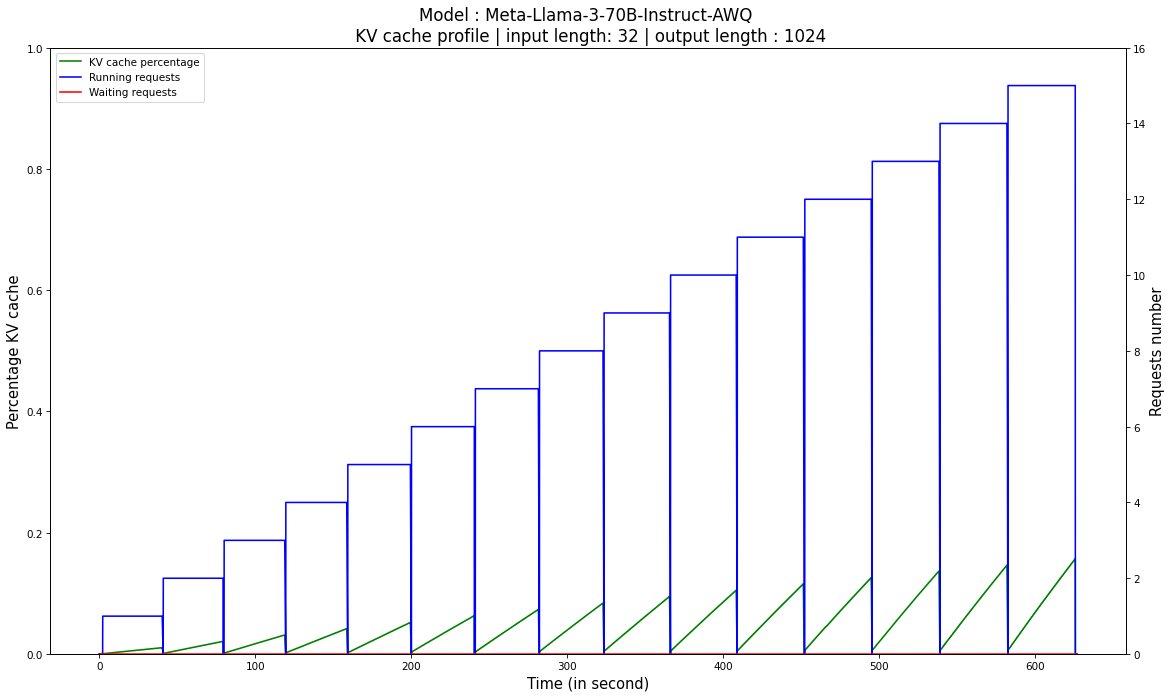 Model : Meta-Llama-3-70B-Instruct-AWQ
KV cache profile | input length: 32 | output length : 1024
KV cache percentage
Running requests
Waiting requests
Percentage KV cache
1.0
0.8
0.6
0.4
0.2
0.0
16
14
12
10
8
6
4
2
0
Requests number
0 100 200 300 400 500 600
Time (in second)